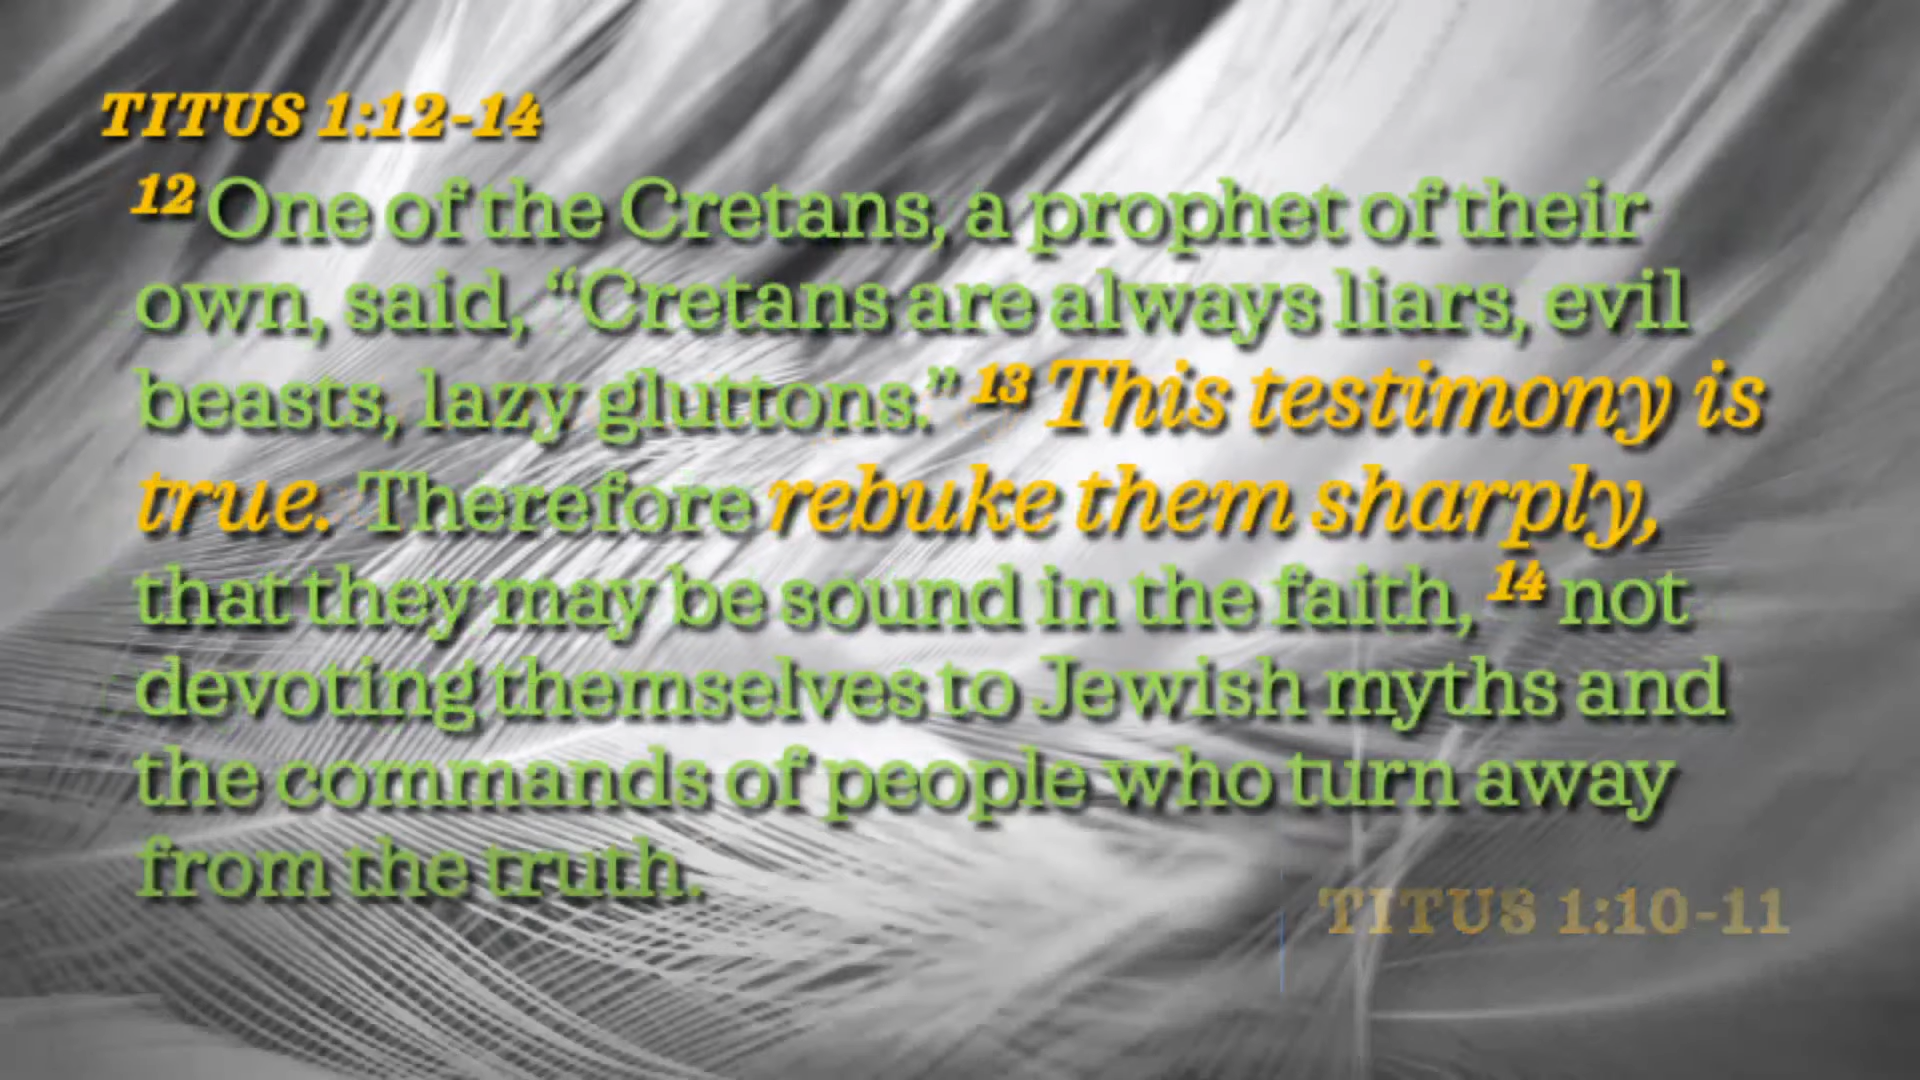 TITUS 1:12-14
12 One of the Cretans, a prophet of their
own, said, “Cretans are always liars, evil
beasts, lazy gluttons.” 13 This testimony is
true. Therefore rebuke them sharply,
that they may be sound in the faith, 14 not
devoting themselves to Jewish myths and
the commands of people who turn away
from the truth.
TITUS 1:10-11